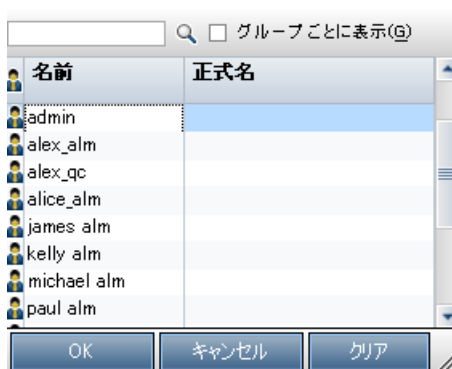 グループごとに表示(G)
名前 正式名
admin
alex_alm
alex_qc
alice_alm
james alm
kelly alm
michael alm
paul alm
OK キャンセル クリア